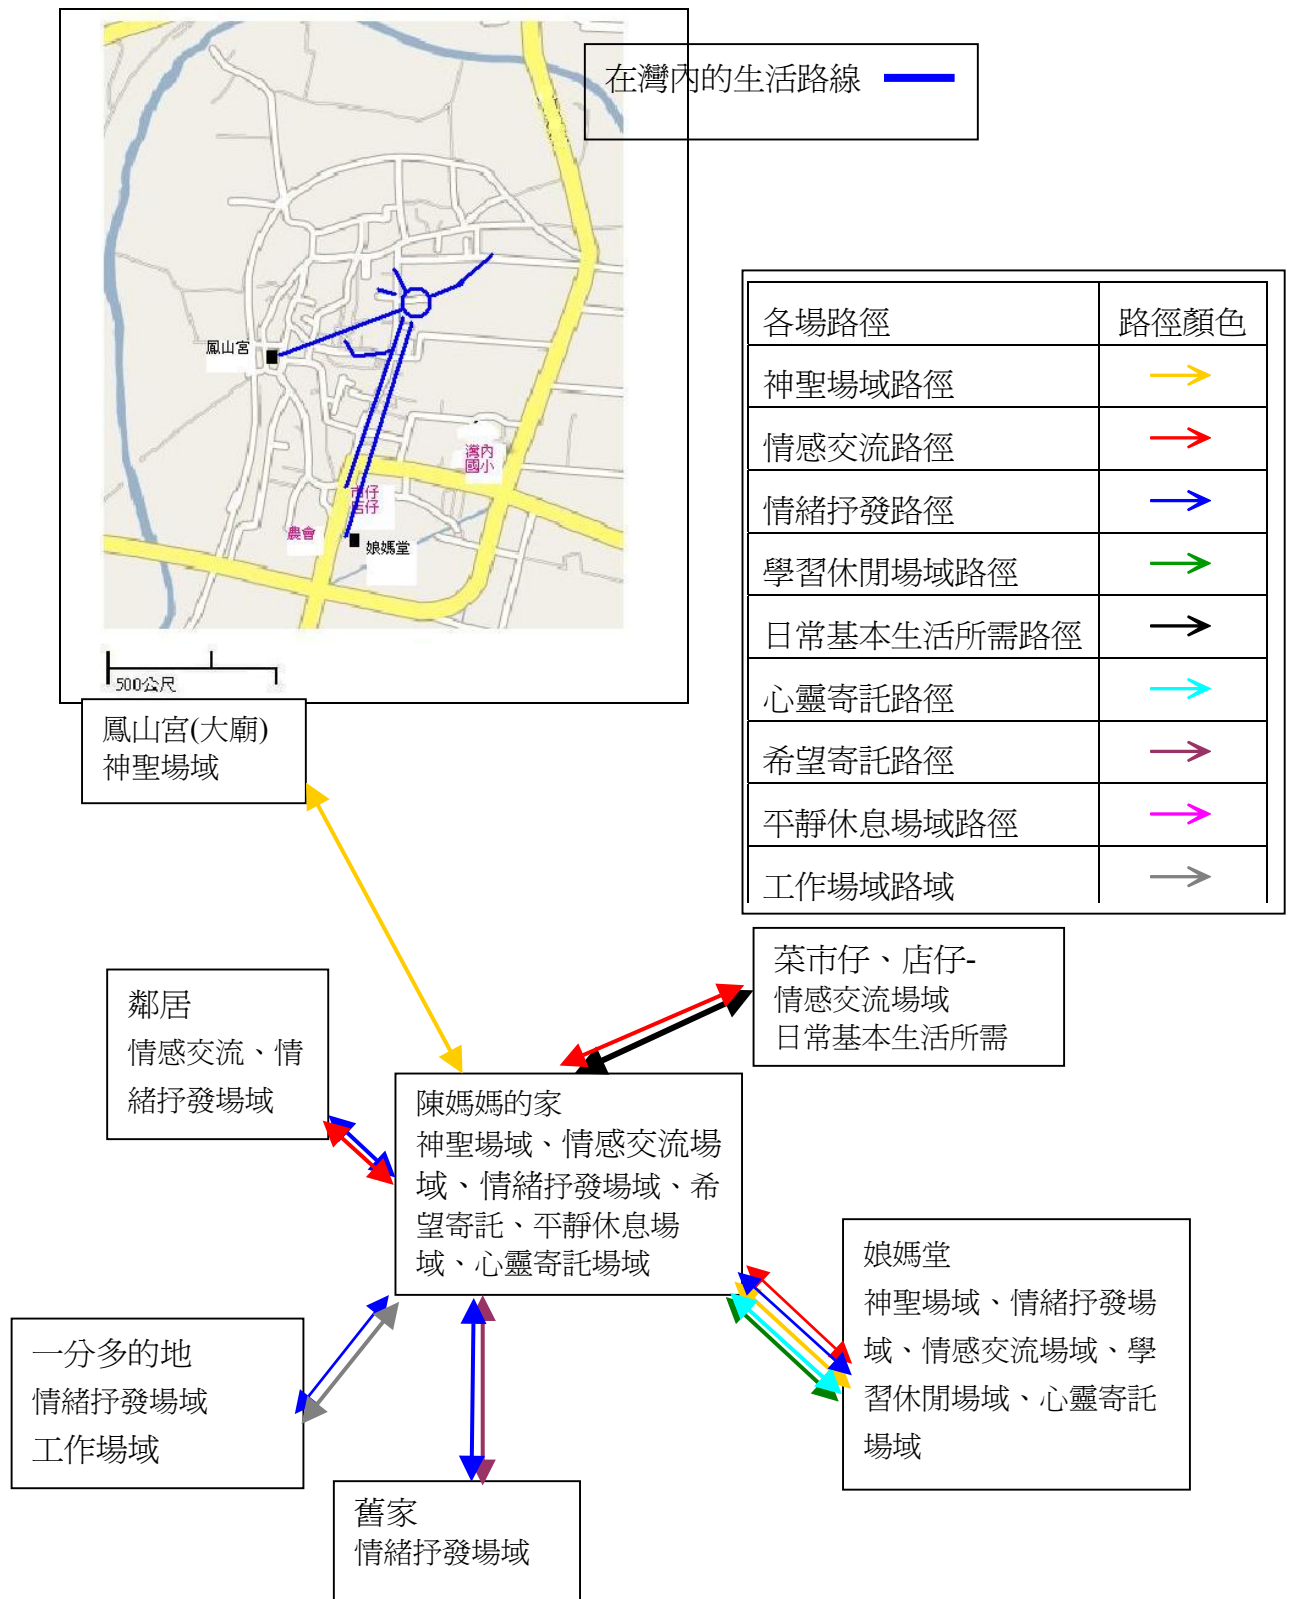 在灣內的生活路線
鳳山宮
灣內
國小
市仔
店仔
農會
娘媽堂
500公尺
各場路徑 路徑顏色
神聖場域路徑
情感交流路徑
情緒抒發路徑
學習休閒場域路徑
日常基本生活所需路徑
心靈寄託路徑
希望寄託路徑
平靜休息場域路徑
工作場域路域
鳳山宮(大廟)
神聖場域
菜市仔、店仔-
情感交流場域
日常基本生活所需
鄰居
情感交流、情
緒抒發場域
陳媽媽的家
神聖場域、情感交流場
域、情緒抒發場域、希
望寄託、平靜休息場
域、心靈寄託場域
娘媽堂
神聖場域、情緒抒發場
域、情感交流場域、學
習休閒場域、心靈寄託
場域
一分多的地
情緒抒發場域
工作場域
舊家
情緒抒發場域